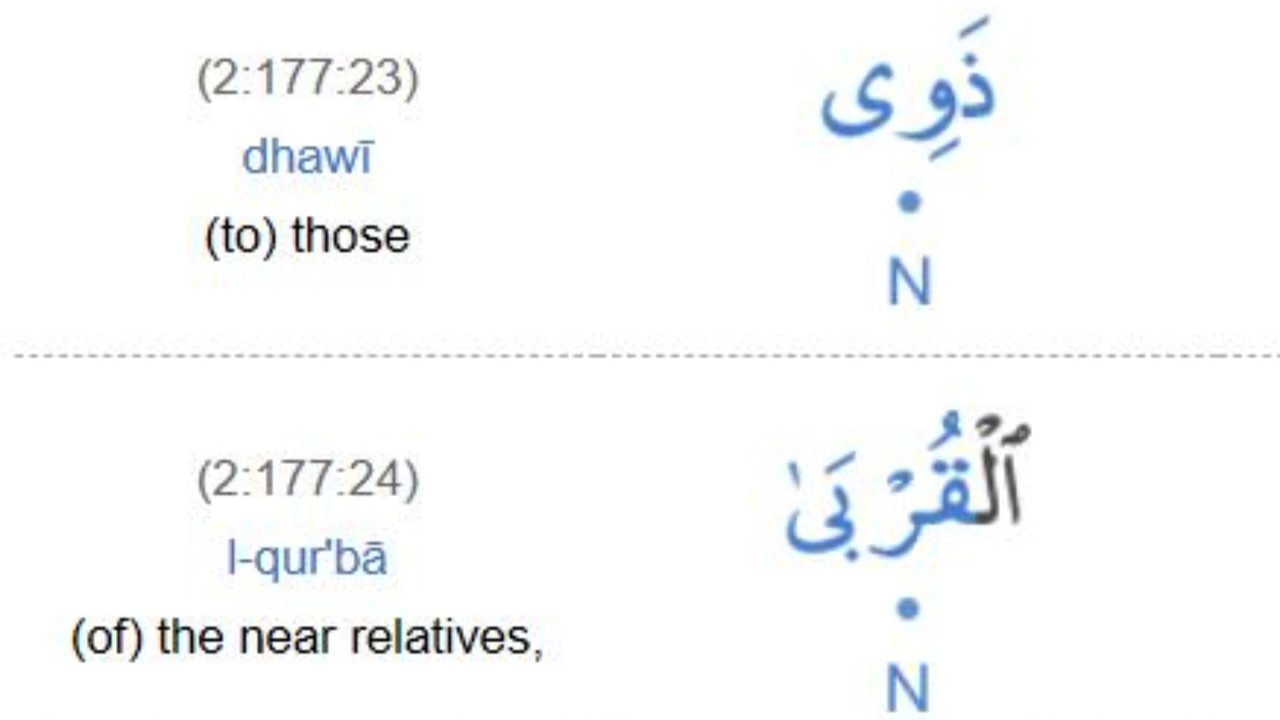 (2:177:23)
dhawī
(to) those
ذَوِى
N
(2:177:24)
l-qur'bā
(of) the near relatives,
ٱلْقُرْبَىٰ
N